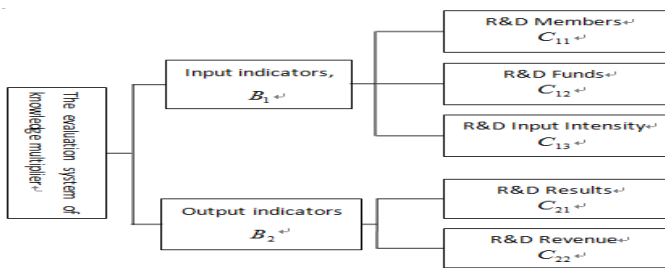 The evaluation system of
knowledge multiplier↵
Input indicators,
B₁↵
Output indicators
B₂↵
R&D Members↵
C₁₁↵
R&D Funds↵
C₁₂↵
R&D Input Intensity↵
C₁₃↵
R&D Results↵
C₂₁↵
R&D Revenue↵
C₂₂↵